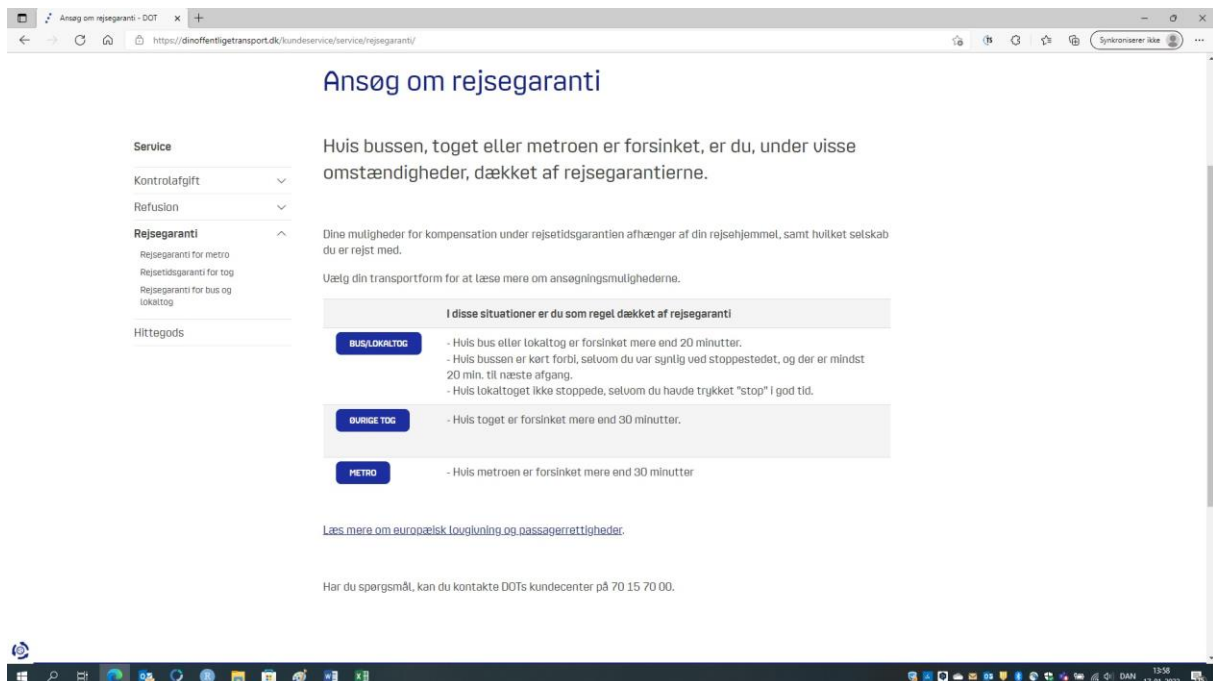 Ansøg om rejsegaranti - DOT
https://dinoffentligetransport.dk/kundeservice/service/rejsegaranti/
Synkroniserer ikke
Ansøg om rejsegaranti
Service
Kontrolafgift
Refusion
Rejsegaranti
Rejsegaranti for metro
Rejsetidsgaranti for tog
Rejsegaranti for bus og
lokaltog
Hittegods
Hvis bussen, toget eller metroen er forsinket, er du, under visse
omstændigheder, dækket af rejsegarantierne.
Dine muligheder for kompensation under rejsetidsgarantien afhænger af din rejsehjemmel, samt hvilket selskab
du er rejst med.
Vælg din transportform for at læse mere om ansøgningsmulighederne.
I disse situationer er du som regel dækket af rejsegaranti
BUS/LOKALTOG
- Hvis bus eller lokaltog er forsinket mere end 20 minutter.
- Hvis bussen er kørt forbi, selvom du var synlig ved stoppestedet, og der er mindst
20 min. til næste afgang.
- Hvis lokaltoget ikke stoppede, selvom du havde trykket "stop" i god tid.
ØVRIGE TOG
- Hvis toget er forsinket mere end 30 minutter.
METRO
- Hvis metroen er forsinket mere end 30 minutter
Læs mere om europæisk lovgivning og passagerrettigheder.
Har du spørgsmål, kan du kontakte DOTs kundecenter på 70 15 70 00.
DAN
13:58